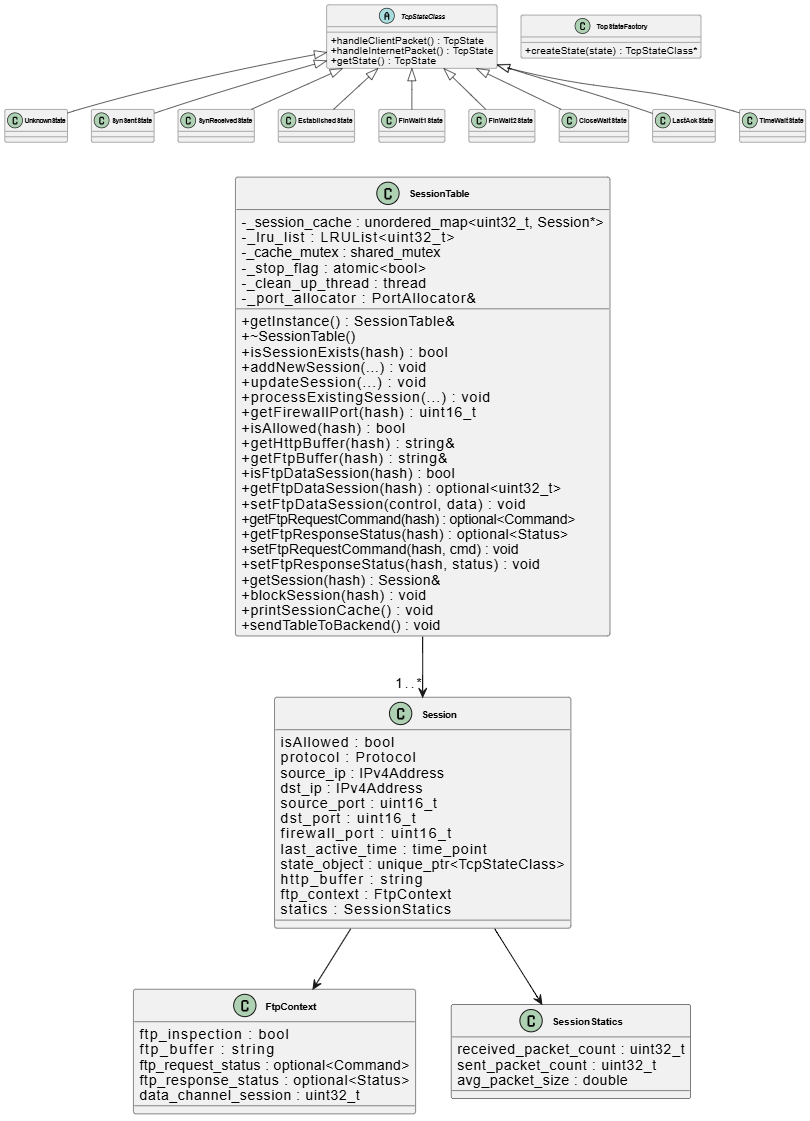 A TcpStateClass
+handleClientPacket() : TcpState
+handleInternetPacket() : TcpState
+getState() : TcpState
C TcpStateFactory
+createState(state) : TcpStateClass*
C UnknownState
C SynSentState
C SynReceivedState
C EstablishedState
C FinWait1State
C FinWait2State
C CloseWaitState
C LastAckState
C TimeWaitState
C SessionTable
-_session_cache : unordered_map<uint32_t, Session*>
-_lru_list : LRUList<uint32_t>
-_cache_mutex : shared_mutex
-_stop_flag : atomic<bool>
-_clean_up_thread : thread
-_port_allocator : PortAllocator&
+getInstance() : SessionTable&
+~SessionTable()
+isSessionExists(hash) : bool
+addNewSession(...) : void
+updateSession(...) : void
+processExistingSession(...) : void
+getFirewallPort(hash) : uint16_t
+isAllowed(hash) : bool
+getHttpBuffer(hash) : string&
+getFtpBuffer(hash) : string&
+isFtpDataSession(hash) : bool
+getFtpDataSession(hash) : optional<uint32_t>
+setFtpDataSession(control, data) : void
+getFtpRequestCommand(hash) : optional<Command>
+getFtpResponseStatus(hash) : optional<Status>
+setFtpRequestCommand(hash, cmd) : void
+setFtpResponseStatus(hash, status) : void
+getSession(hash) : Session&
+blockSession(hash) : void
+printSessionCache() : void
+sendTableToBackend() : void
1..*
C Session
isAllowed : bool
protocol : Protocol
source_ip : IPv4Address
dst_ip : IPv4Address
source_port : uint16_t
dst_port : uint16_t
firewall_port : uint16_t
last_active_time : time_point
state_object : unique_ptr<TcpStateClass>
http_buffer : string
ftp_context : FtpContext
statics : SessionStatics
C FtpContext
ftp_inspection : bool
ftp_buffer : string
ftp_request_status : optional<Command>
ftp_response_status : optional<Status>
data_channel_session : uint32_t
C SessionStatics
received_packet_count : uint32_t
sent_packet_count : uint32_t
avg_packet_size : double